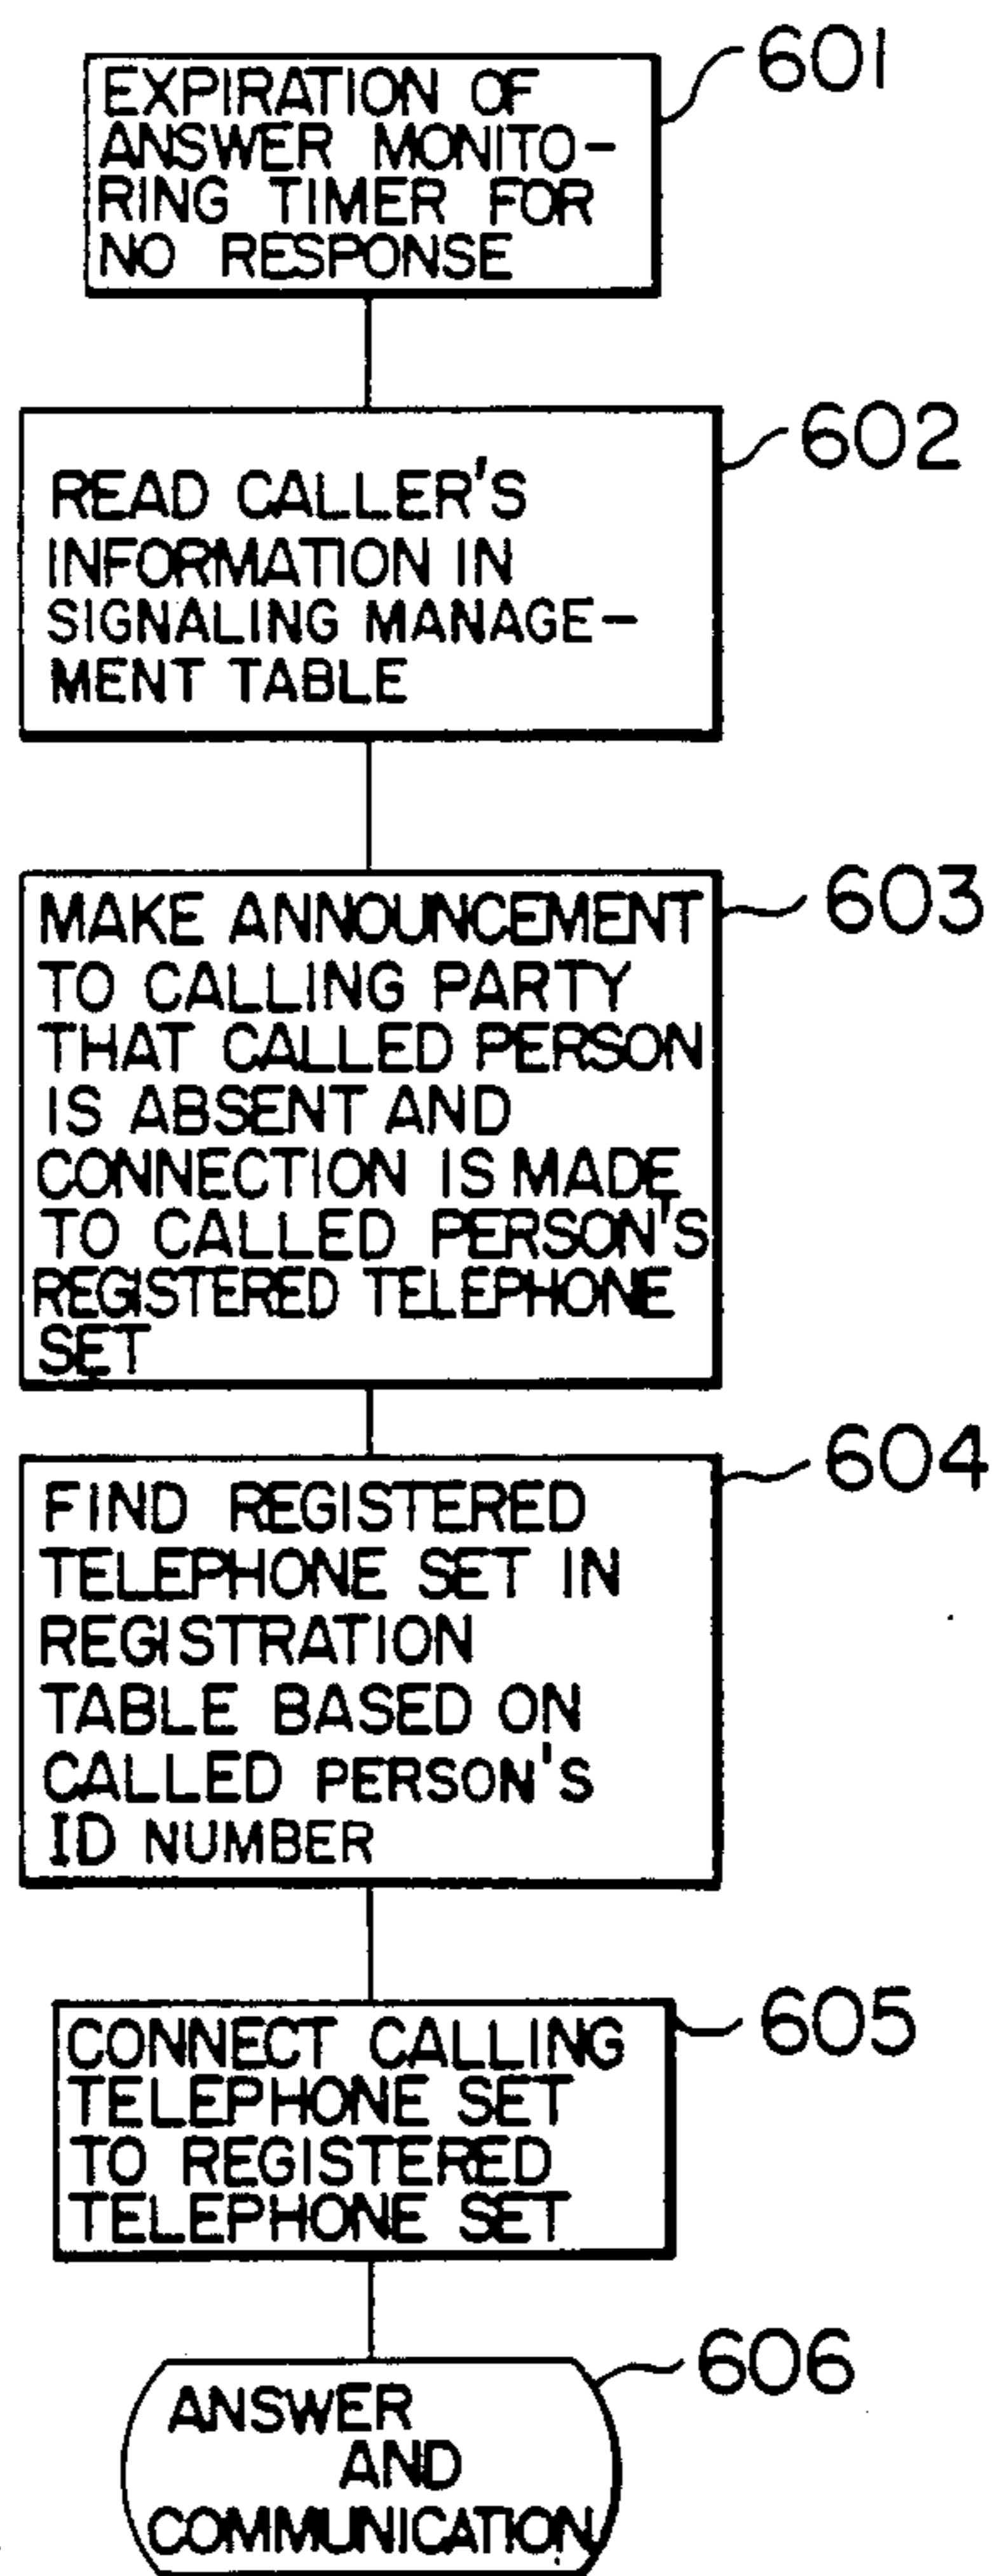 601
EXPIRATION OF
ANSWER MONITO-
RING TIMER FOR
NO RESPONSE
602
READ CALLER'S
INFORMATION IN
SIGNALING MANAGE-
MENT TABLE
603
MAKE ANNOUNCEMENT
TO CALLING PARTY
THAT CALLED PERSON
IS ABSENT AND
CONNECTION IS MADE
TO CALLED PERSON'S
REGISTERED TELEPHONE
SET
604
FIND REGISTERED
TELEPHONE SET IN
REGISTRATION
TABLE BASED ON
CALLED PERSON'S
ID NUMBER
605
CONNECT CALLING
TELEPHONE SET
TO REGISTERED
TELEPHONE SET
606
ANSWER
AND
COMMUNICATION